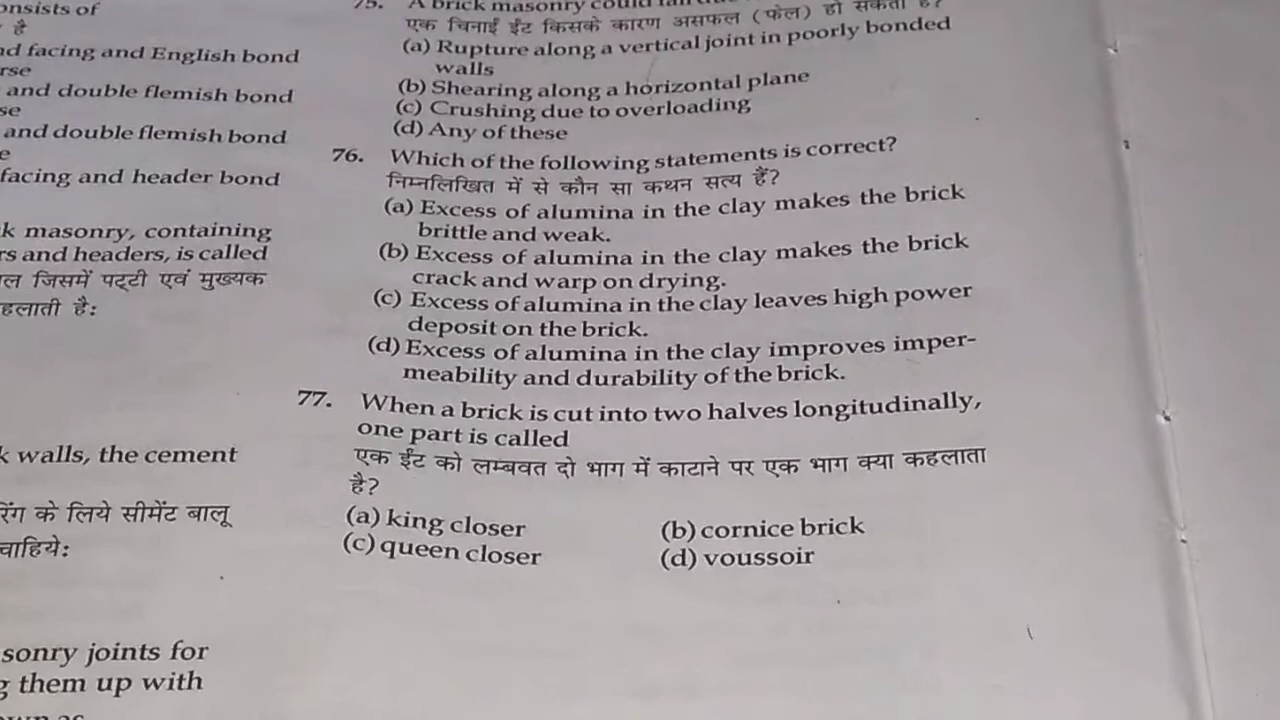 onsists of
है
nd facing and English bond
rse
and double flemish bond
se
and double flemish bond
e
facing and header bond
k masonry, containing
rs and headers, is called
ल जिसमें पट्टी एवं मुख्यक
हलाती है:
k walls, the cement
रिंग के लिये सीमेंट बालू
चाहिये:
sonry joints for
g them up with
75. A brick masonry could fail
एक चिनाई ईंट किसके कारण असफल (फेल) हो सकता है?
(a) Rupture along a vertical joint in poorly bonded
walls
(b) Shearing along a horizontal plane
(c) Crushing due to overloading
(d) Any of these
76. Which of the following statements is correct?
निम्नलिखित में से कौन सा कथन सत्य हैं?
(a) Excess of alumina in the clay makes the brick
brittle and weak.
(b) Excess of alumina in the clay makes the brick
crack and warp on drying.
(c) Excess of alumina in the clay leaves high power
deposit on the brick.
(d) Excess of alumina in the clay improves imper-
meability and durability of the brick.
77. When a brick is cut into two halves longitudinally,
one part is called
एक ईंट को लम्बवत दो भाग में काटने पर एक भाग क्या कहलाता
है?
(a) king closer (b) cornice brick
(c) queen closer (d) voussoir